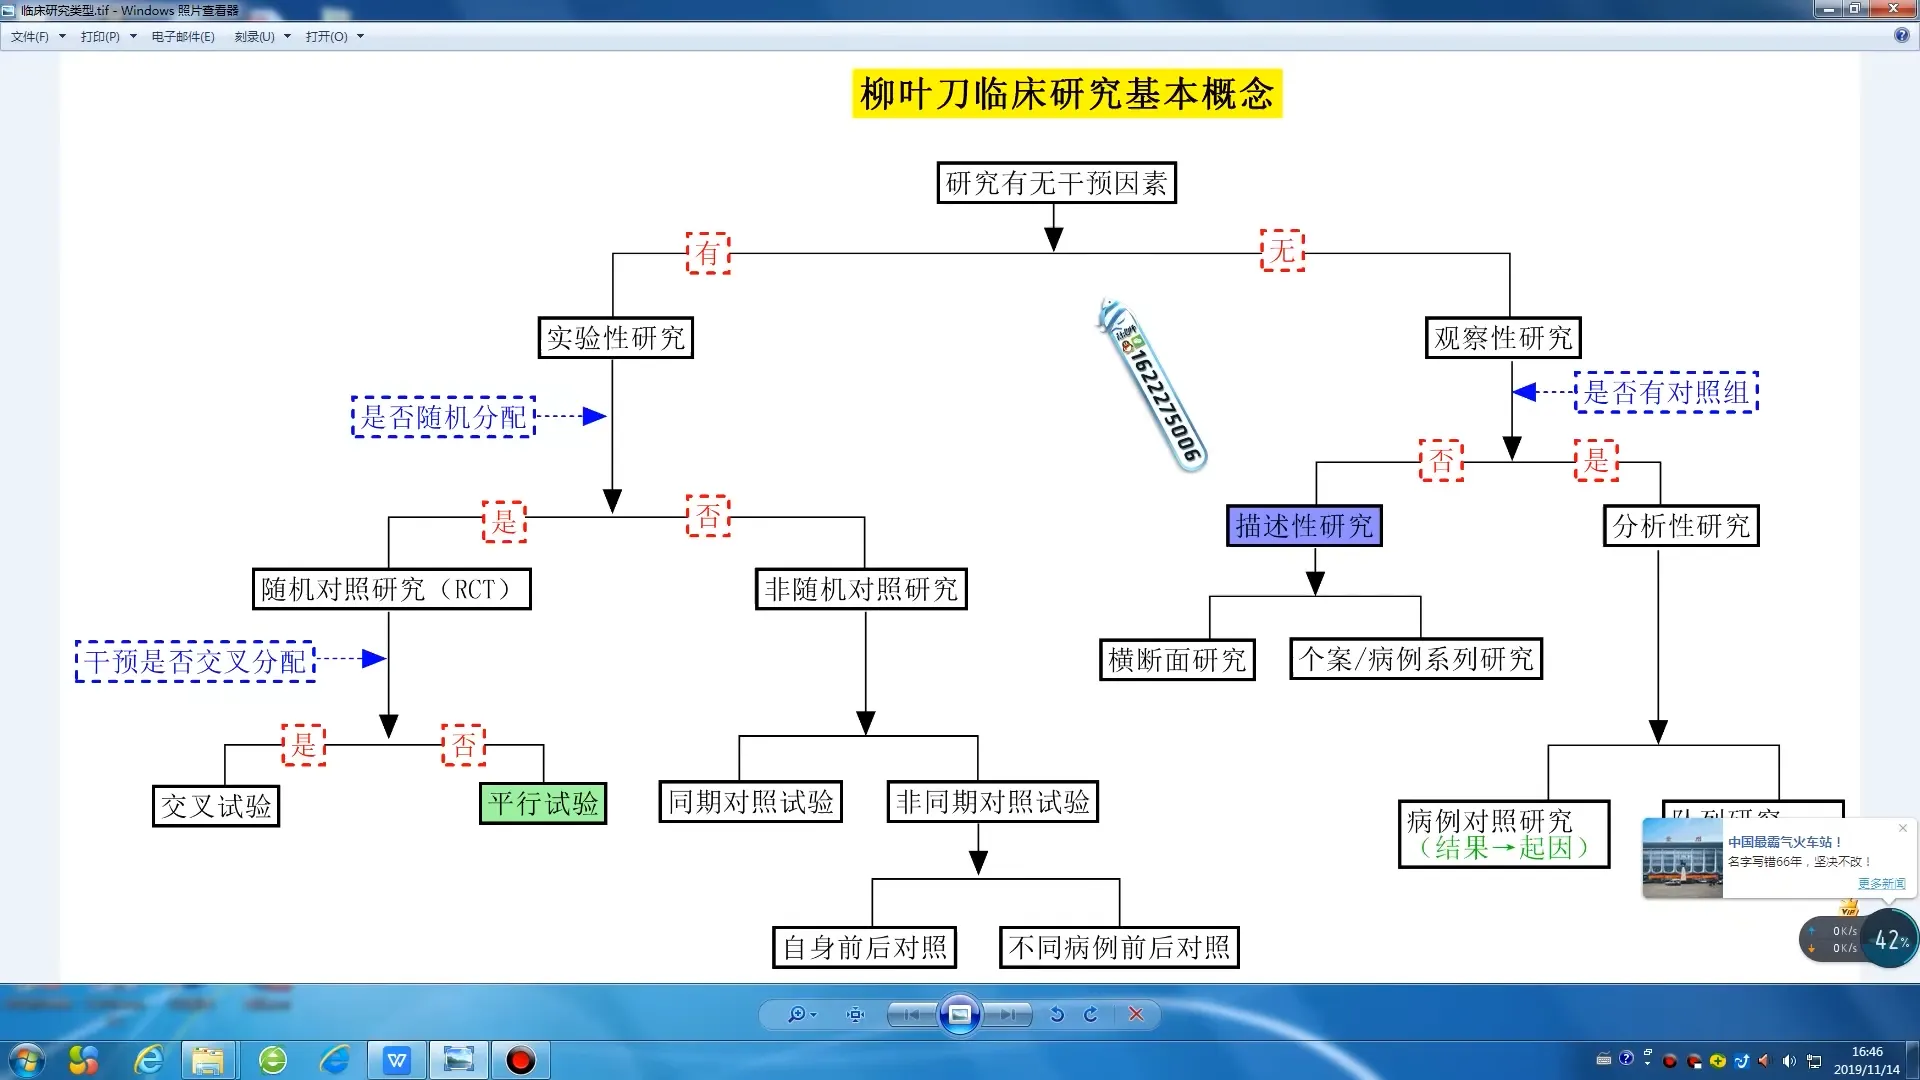 临床研究类型.tif - Windows 照片查看器
文件(F) 打印(P) 电子邮件(E) 刻录(U) 打开(O)
柳叶刀临床研究基本概念
研究有无干预因素
有
无
实验性研究
观察性研究
是否随机分配
是否有对照组
1622275006
是
否
否
是
描述性研究
分析性研究
随机对照研究（RCT）
非随机对照研究
干预是否交叉分配
横断面研究
个案/病例系列研究
是
否
交叉试验
平行试验
同期对照试验
非同期对照试验
病例对照研究
（结果→起因）
队列研究
中国最霸气火车站！
名字写错66年，坚决不改！
更多新闻
VIP
0K/s
0K/s
42%
自身前后对照
不同病例前后对照
16:46
2019/11/14